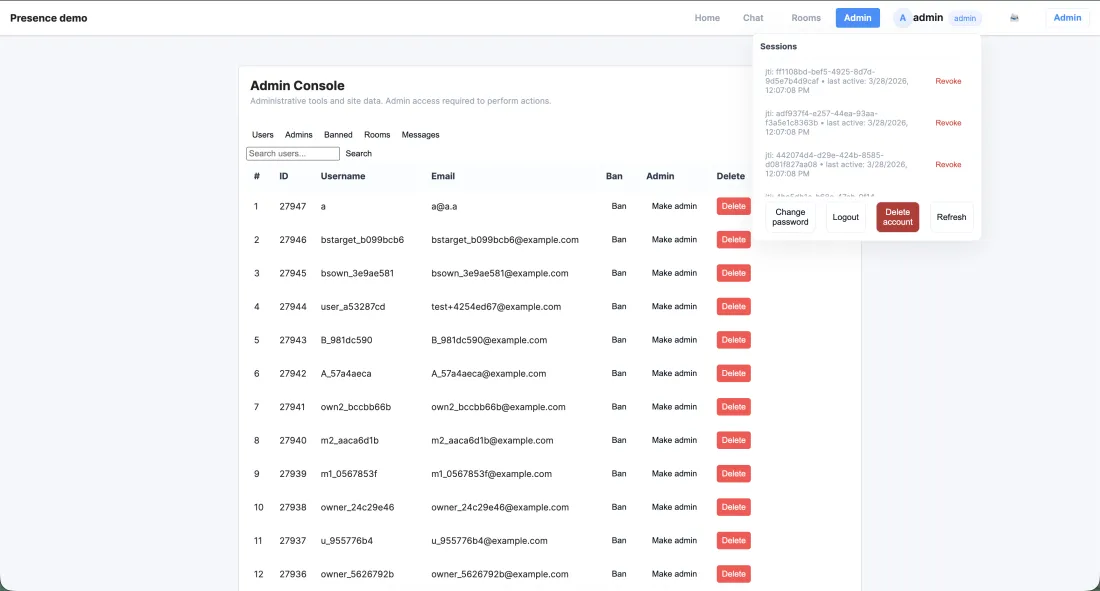 Presence demo
Home
Chat
Rooms
Admin
A
admin
admin
Admin
Sessions
jti: ff1108bd-bef5-4925-8d7d-
9d5e7b4d9caf • last active: 3/28/2026,
12:07:08 PM
Revoke
jti: adf937f4-e257-44ea-93aa-
f3a5e1c8363b • last active: 3/28/2026,
12:07:08 PM
Revoke
jti: 442074d4-d29e-424b-8585-
d081f827aa08 • last active: 3/28/2026,
12:07:08 PM
Revoke
Change
password
Logout
Delete
account
Refresh
Admin Console
Administrative tools and site data. Admin access required to perform actions.
Users Admins Banned Rooms Messages
Search users... Search
# ID Username Email Ban Admin Delete
1 27947 a a@a.a Ban Make admin Delete
2 27946 bstarget_b099bcb6 bstarget_b099bcb6@example.com Ban Make admin Delete
3 27945 bsown_3e9ae581 bsown_3e9ae581@example.com Ban Make admin Delete
4 27944 user_a53287cd test+4254ed67@example.com Ban Make admin Delete
5 27943 B_981dc590 B_981dc590@example.com Ban Make admin Delete
6 27942 A_57a4aeca A_57a4aeca@example.com Ban Make admin Delete
7 27941 own2_bccbb66b own2_bccbb66b@example.com Ban Make admin Delete
8 27940 m2_aaca6d1b m2_aaca6d1b@example.com Ban Make admin Delete
9 27939 m1_0567853f m1_0567853f@example.com Ban Make admin Delete
10 27938 owner_24c29e46 owner_24c29e46@example.com Ban Make admin Delete
11 27937 u_955776b4 u_955776b4@example.com Ban Make admin Delete
12 27936 owner_5626792b owner_5626792b@example.com Ban Make admin Delete